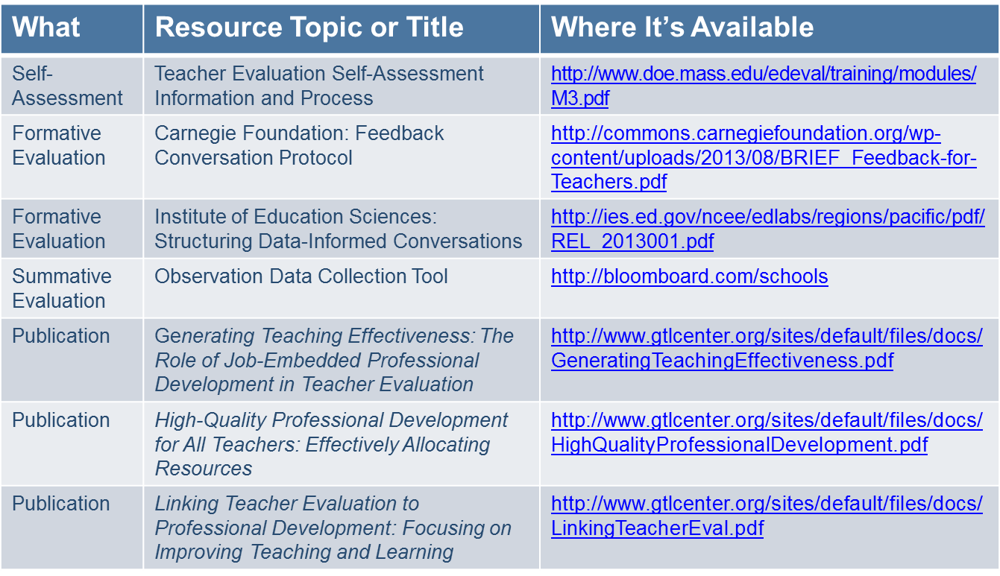 What
Resource Topic or Title
Where It's Available
Self-
Assessment
Teacher Evaluation Self-Assessment
Information and Process
http://www.doe.mass.edu/edeval/training/modules/
M3.pdf
Formative
Evaluation
Carnegie Foundation: Feedback
Conversation Protocol
http://commons.carnegiefoundation.org/wp-
content/uploads/2013/08/BRIEF_Feedback-for-
Teachers.pdf
Formative
Evaluation
Institute of Education Sciences:
Structuring Data-Informed Conversations
http://ies.ed.gov/ncee/edlabs/regions/pacific/pdf/
REL_2013001.pdf
Summative
Evaluation
Observation Data Collection Tool
http://bloomboard.com/schools
Publication
Generating Teaching Effectiveness: The
Role of Job-Embedded Professional
Development in Teacher Evaluation
http://www.gtlcenter.org/sites/default/files/docs/
GeneratingTeachingEffectiveness.pdf
Publication
High-Quality Professional Development
for All Teachers: Effectively Allocating
Resources
http://www.gtlcenter.org/sites/default/files/docs/
HighQualityProfessionalDevelopment.pdf
Publication
Linking Teacher Evaluation to
Professional Development: Focusing on
Improving Teaching and Learning
http://www.gtlcenter.org/sites/default/files/docs/
LinkingTeacherEval.pdf